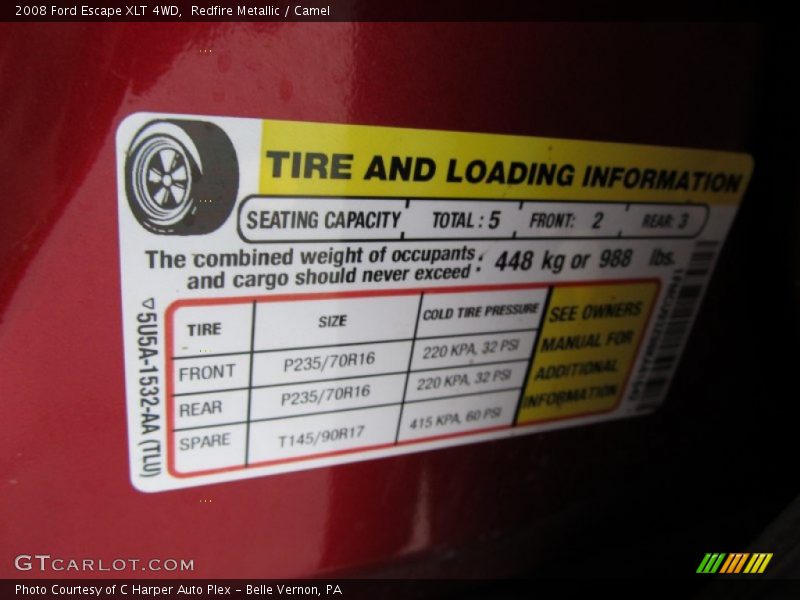 2008 Ford Escape XLT 4WD, Redfire Metallic / Camel
TIRE AND LOADING INFORMATION
SEATING CAPACITY TOTAL : 5 FRONT: 2 REAR: 3
The combined weight of occupants
and cargo should never exceed : 448 kg or 988 lbs.
TIRE SIZE COLD TIRE PRESSURE
FRONT P235/70R16 220 KPA, 32 PSI
REAR P235/70R16 220 KPA, 32 PSI
SPARE T145/90R17 415 KPA, 60 PSI
SEE OWNERS
MANUAL FOR
ADDITIONAL
INFORMATION
5U5A-1532-AA (TLU)
GTCARLOT.COM
Photo Courtesy of C Harper Auto Plex - Belle Vernon, PA